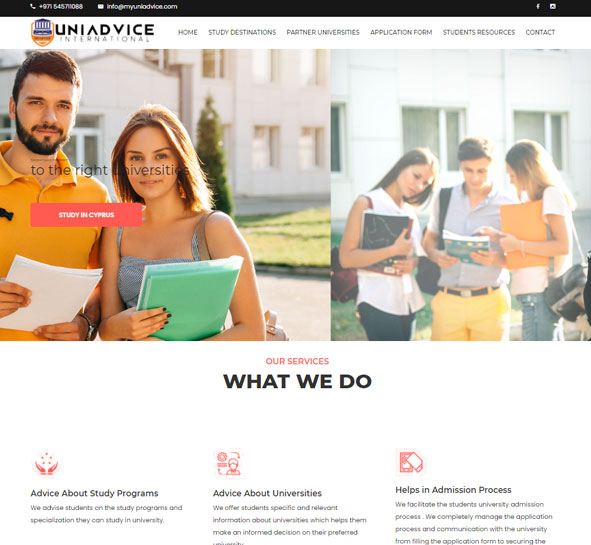 +971 545711088 info@myuniadvice.com
UNIADVICE
INTERNATIONAL
HOME STUDY DESTINATIONS PARTNER UNIVERSITIES APPLICATION FORM STUDENTS RESOURCES CONTACT
to the right universities
STUDY IN CYPRUS
OUR SERVICES
WHAT WE DO
Advice About Study Programs
We advise students on the study programs and
specialization they can study in university.
Advice About Universities
We offer students specific and relevant
information about universities which helps them
make an informed decision on their preferred
university.
Helps in Admission Process
We facilitate the students university admission
process . We completely manage the application
process and communication with the university
from filling the application form to securing the